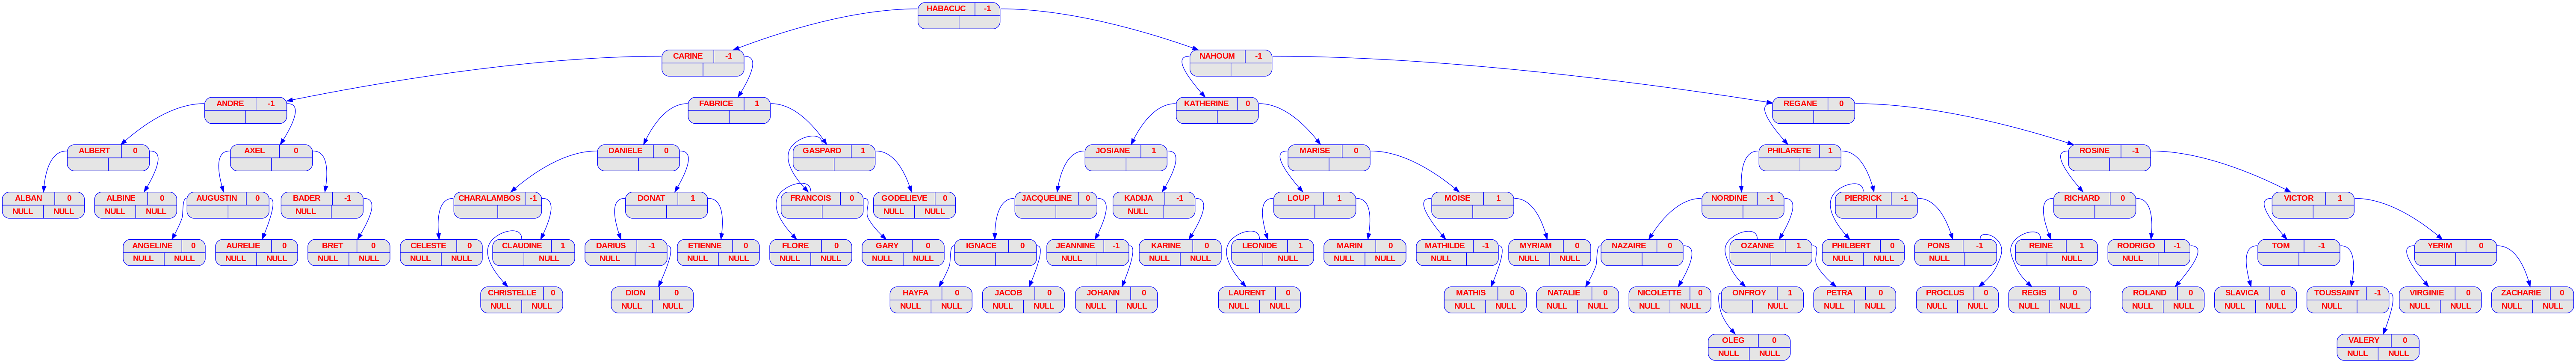 HABACUC -1
CARINE -1
NAHOUM -1
ANDRE -1
FABRICE 1
KATHERINE 0
REGANE 0
ALBERT 0
AXEL 0
DANIELE 0
GASPARD 1
JOSIANE 1
MARISE 0
PHILARETE 1
ROSINE -1
ALBAN 0
NULL NULL
ALBINE 0
NULL NULL
AUGUSTIN 0
BADER -1
NULL
CHARALAMBOS -1
DONAT 1
FRANCOIS 0
GODELIEVE 0
NULL NULL
JACQUELINE 0
KADIJA -1
NULL
LOUP 1
MOISE 1
NORDINE -1
PIERRICK -1
RICHARD 0
VICTOR 1
ANGELINE 0
NULL NULL
AURELIE 0
NULL NULL
BRET 0
NULL NULL
CELESTE 0
NULL NULL
CLAUDINE 1
NULL
DARIUS -1
NULL
ETIENNE 0
NULL NULL
FLORE 0
NULL NULL
GARY 0
NULL NULL
IGNACE 0
JEANNINE -1
NULL
KARINE 0
NULL NULL
LEONIDE 1
NULL
MARIN 0
NULL NULL
MATHILDE -1
NULL
MYRIAM 0
NULL NULL
NAZAIRE 0
OZANNE 1
PHILBERT 0
NULL NULL
PONS -1
NULL
REINE 1
NULL
RODRIGO -1
NULL
TOM -1
YERIM 0
CHRISTELLE 0
NULL NULL
DION 0
NULL NULL
HAYFA 0
NULL NULL
JACOB 0
NULL NULL
JOHANN 0
NULL NULL
LAURENT 0
NULL NULL
MATHIS 0
NULL NULL
NATALIE 0
NULL NULL
NICOLETTE 0
NULL NULL
ONFROY 1
NULL
PETRA 0
NULL NULL
PROCLUS 0
NULL NULL
REGIS 0
NULL NULL
ROLAND 0
NULL NULL
SLAVICA 0
NULL NULL
TOUSSAINT -1
NULL
VIRGINIE 0
NULL NULL
ZACHARIE 0
NULL NULL
OLEG 0
NULL NULL
VALERY 0
NULL NULL